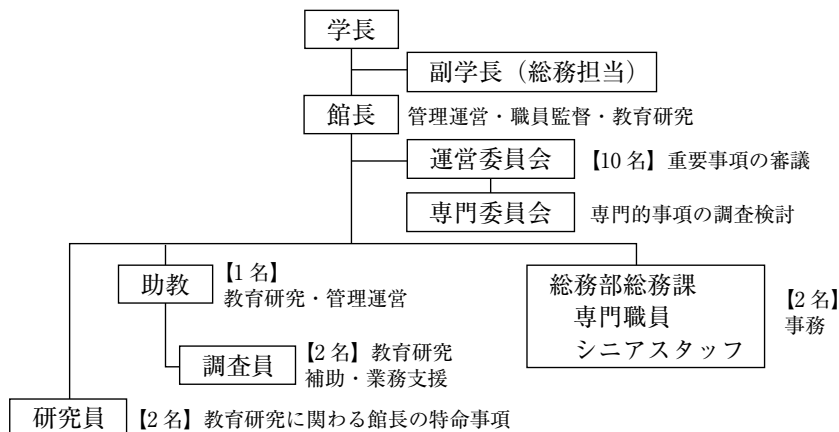 学長
副学長（総務担当）
館長 管理運営・職員監督・教育研究
運営委員会 【10 名】重要事項の審議
専門委員会 専門的事項の調査検討
助教 【1 名】
教育研究・管理運営
総務部総務課
専門職員
シニアスタッフ
【2 名】
事務
調査員 【2 名】教育研究
補助・業務支援
研究員 【2 名】教育研究に関わる館長の特命事項